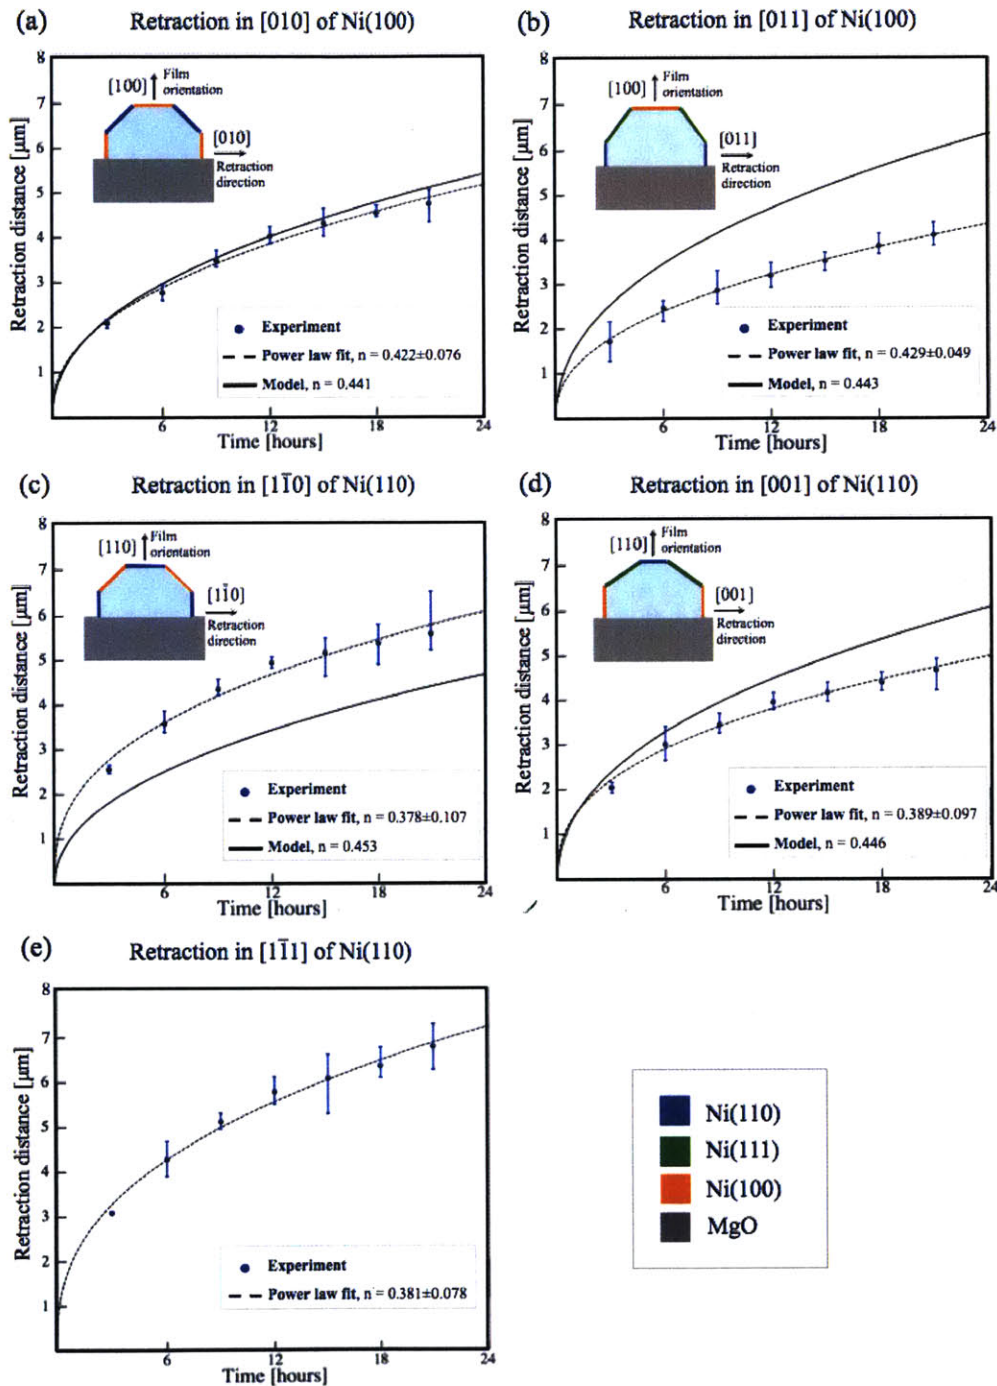 (a) Retraction in [010] of Ni(100)
8
7
6
5
4
3
2
1
Retraction distance [μm]
[100]
Film
orientation
[010]
Retraction
direction
Experiment
Power law fit, n = 0.422±0.076
Model, n = 0.441
6 12 18 24
Time [hours]
(b) Retraction in [011] of Ni(100)
8
7
6
5
4
3
2
1
Retraction distance [μm]
[100]
Film
orientation
[011]
Retraction
direction
Experiment
Power law fit, n = 0.429±0.049
Model, n = 0.443
6 12 18 24
Time [hours]
(c) Retraction in [11̅0] of Ni(110)
8
7
6
5
4
3
2
1
Retraction distance [μm]
[110]
Film
orientation
[11̅0]
Retraction
direction
Experiment
Power law fit, n = 0.378±0.107
Model, n = 0.453
6 12 18 24
Time [hours]
(d) Retraction in [001] of Ni(110)
8
7
6
5
4
3
2
1
Retraction distance [μm]
[110]
Film
orientation
[001]
Retraction
direction
Experiment
Power law fit, n = 0.389±0.097
Model, n = 0.446
6 12 18 24
Time [hours]
(e) Retraction in [11̅1] of Ni(110)
8
7
6
5
4
3
2
1
Retraction distance [μm]
Experiment
Power law fit, n = 0.381±0.078
6 12 18 24
Time [hours]
Ni(110)
Ni(111)
Ni(100)
MgO